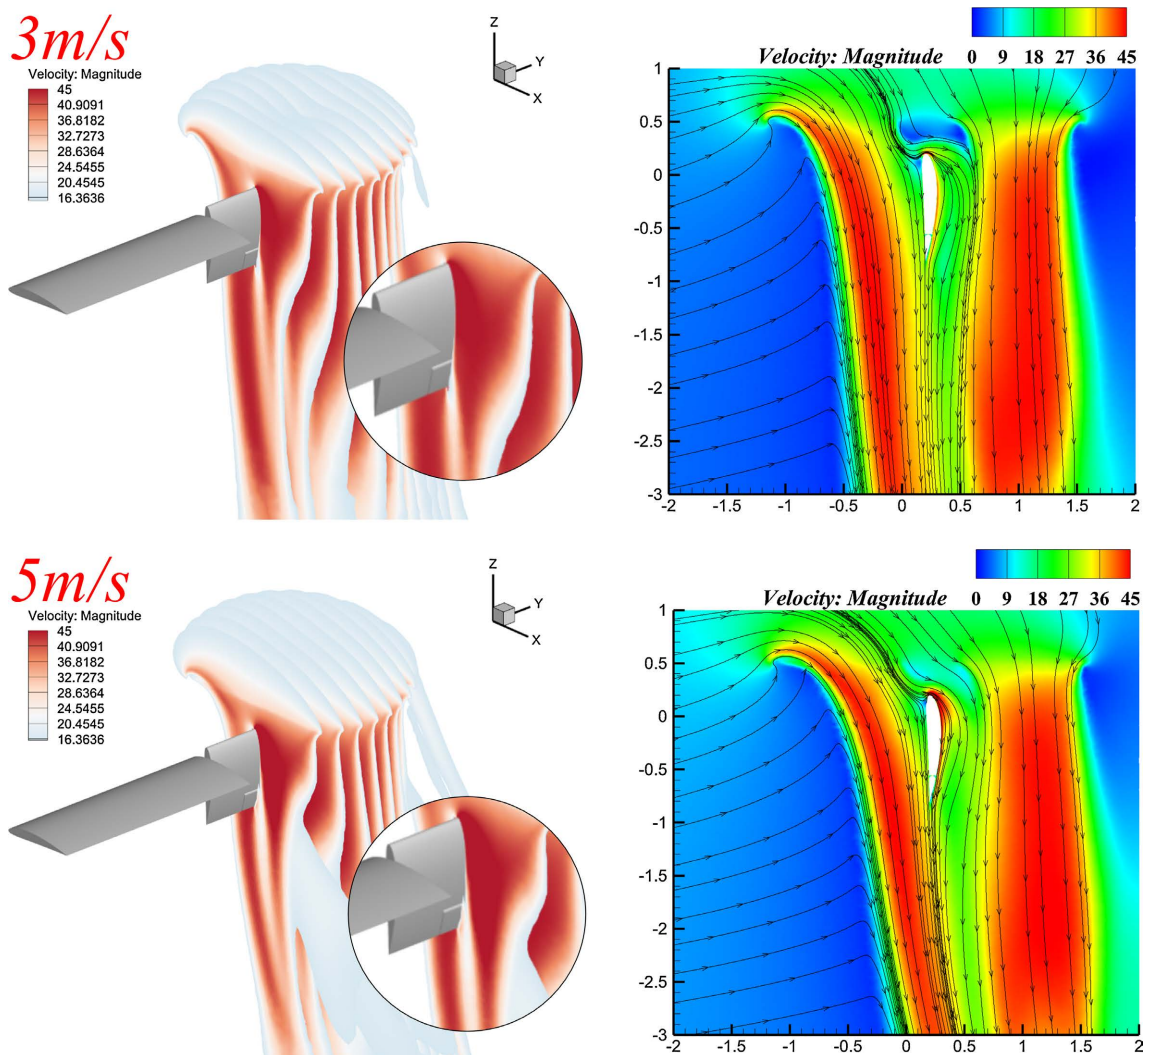 3m/s
Velocity: Magnitude
45
40.9091
36.8182
32.7273
28.6364
24.5455
20.4545
16.3636
Z
Y
X
Velocity: Magnitude 0 9 18 27 36 45
1
0.5
0
-0.5
-1
-1.5
-2
-2.5
-3
-2 -1.5 -1 -0.5 0 0.5 1 1.5 2
5m/s
Velocity: Magnitude
45
40.9091
36.8182
32.7273
28.6364
24.5455
20.4545
16.3636
Z
Y
X
Velocity: Magnitude 0 9 18 27 36 45
1
0.5
0
-0.5
-1
-1.5
-2
-2.5
-3
-2 -1.5 -1 -0.5 0 0.5 1 1.5 2